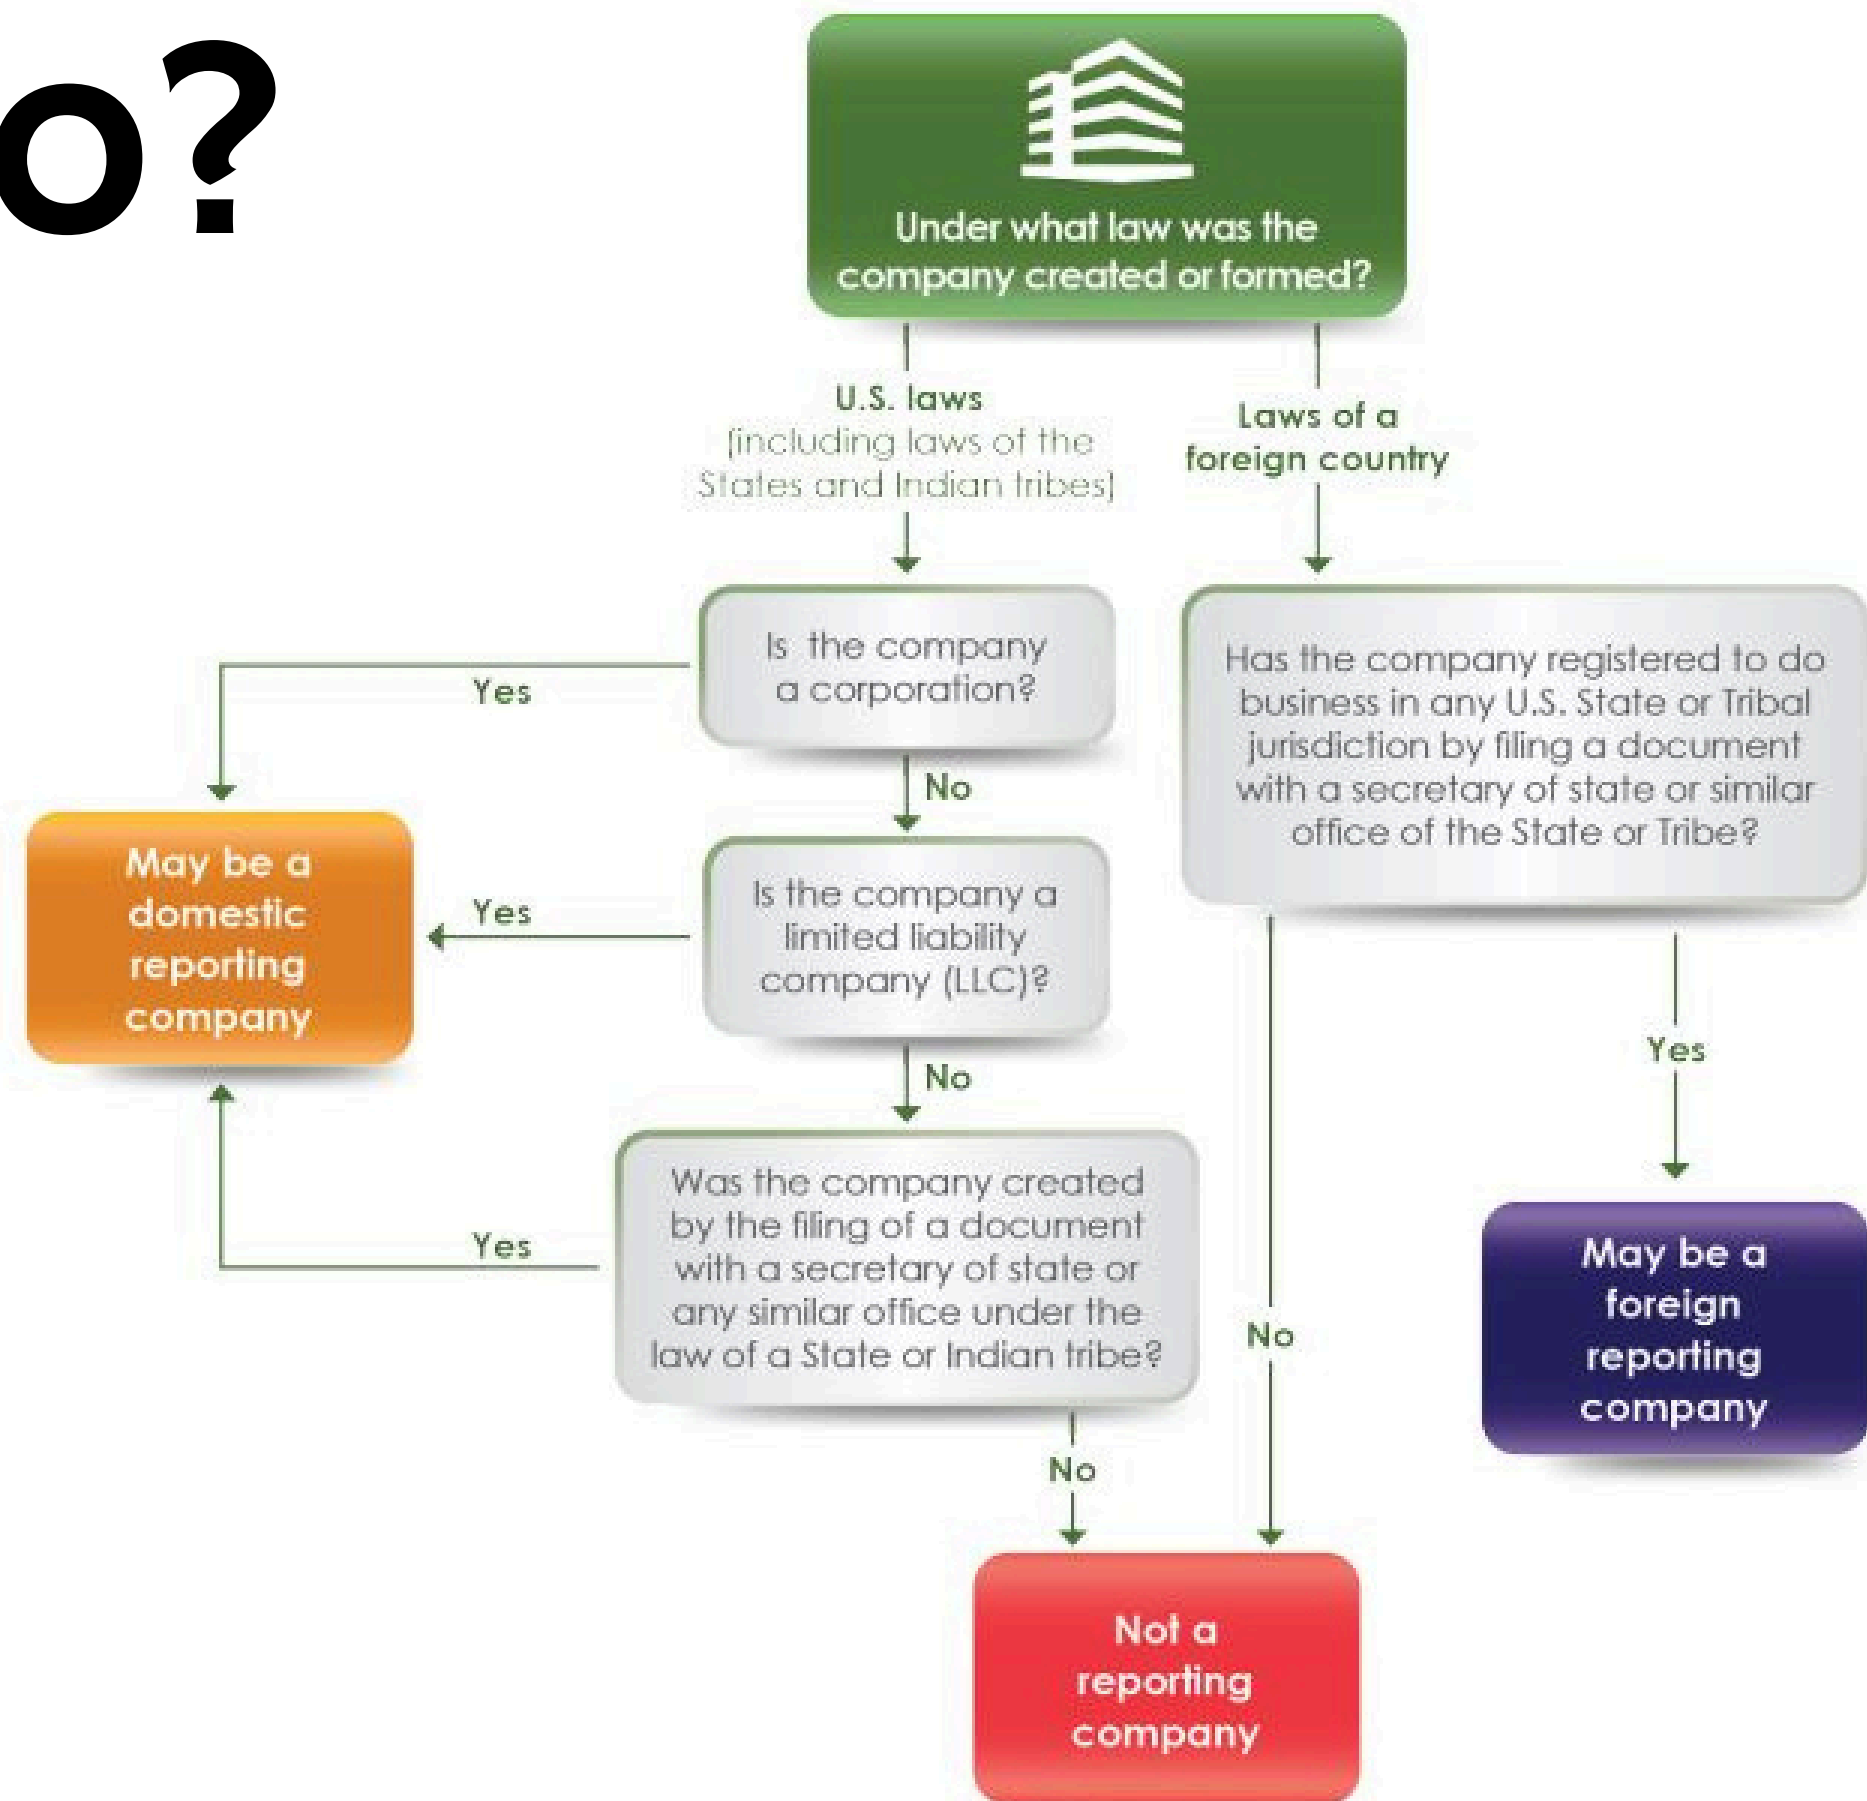 o?
Under what law was the
company created or formed?
U.S. laws
(including laws of the
States and Indian tribes)
Laws of a
foreign country
Is the company
a corporation?
Yes
No
Has the company registered to do
business in any U.S. State or Tribal
jurisdiction by filing a document
with a secretary of state or similar
office of the State or Tribe?
May be a
domestic
reporting
company
Yes
Is the company a
limited liability
company (LLC)?
No
Yes
Was the company created
by the filing of a document
with a secretary of state or
any similar office under the
law of a State or Indian tribe?
Yes
No
No
May be a
foreign
reporting
company
Not a
reporting
company